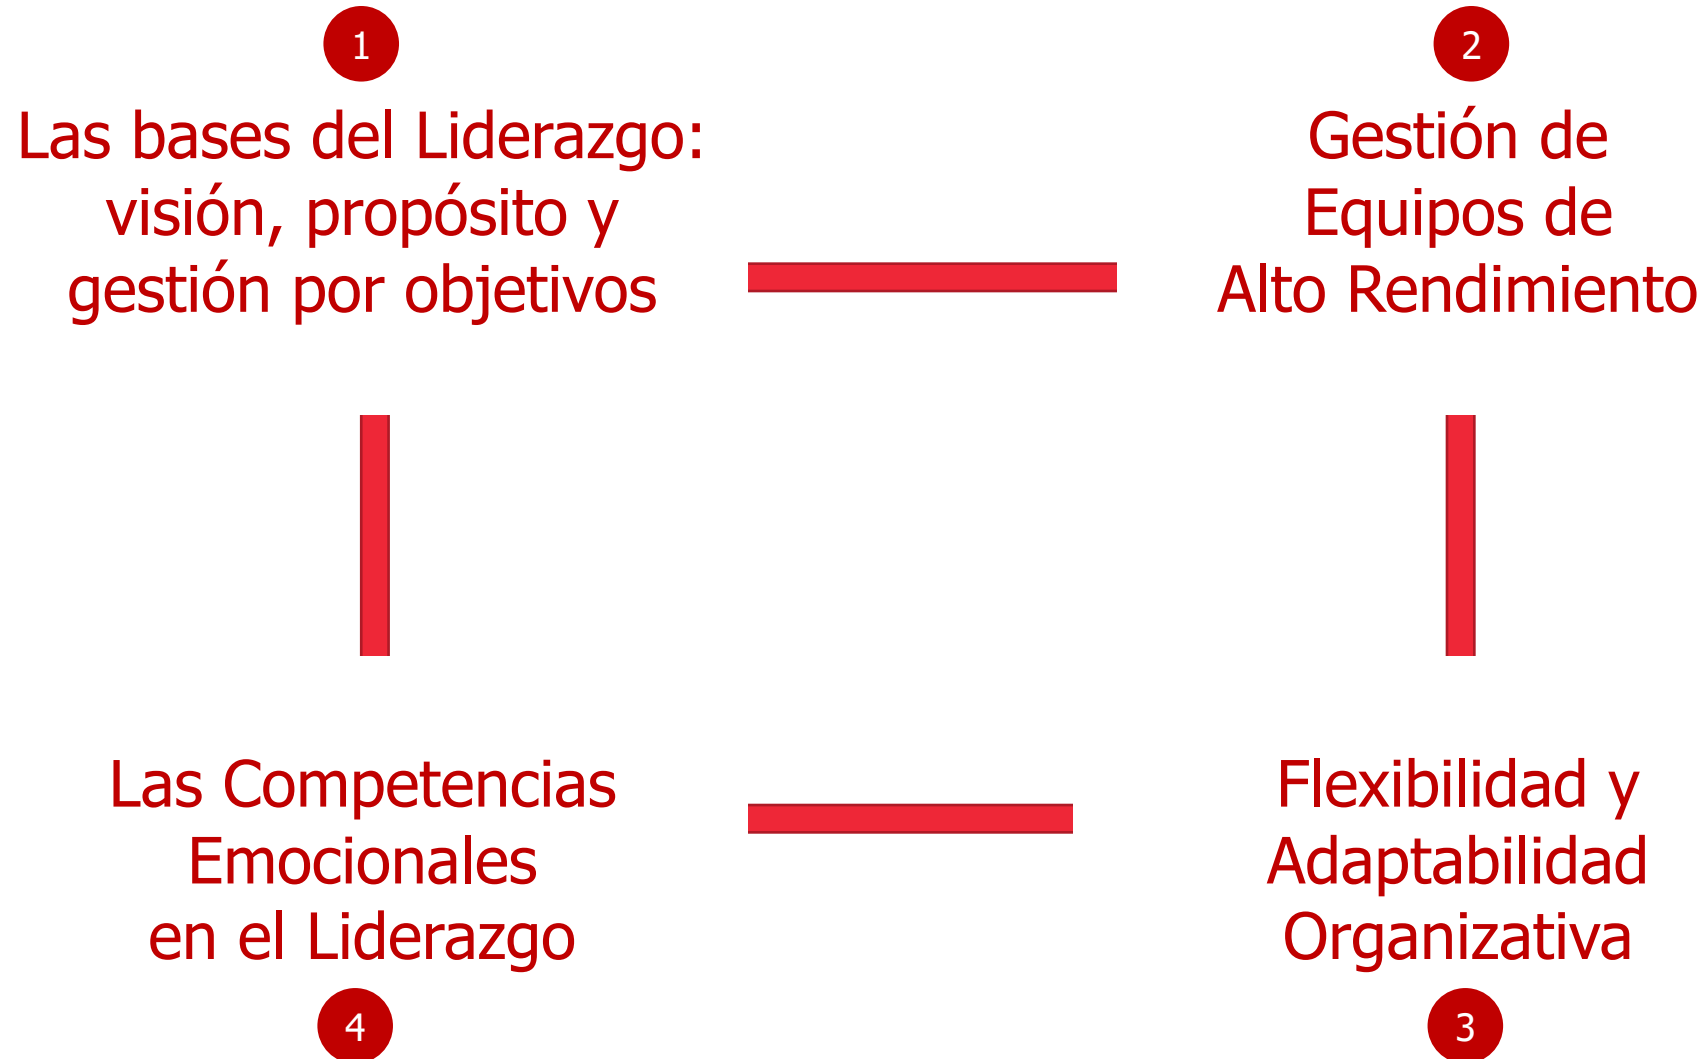 1
Las bases del Liderazgo:
visión, propósito y
gestión por objetivos
2
Gestión de
Equipos de
Alto Rendimiento
Las Competencias
Emocionales
en el Liderazgo
4
Flexibilidad y
Adaptabilidad
Organizativa
3